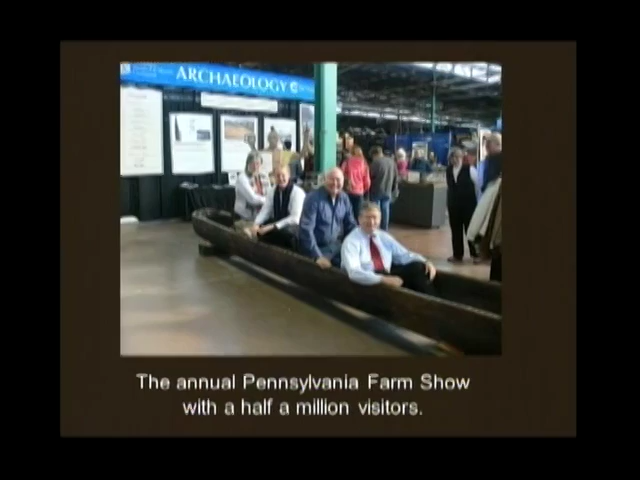 ARCHAEOLOGY
The annual Pennsylvania Farm Show
with a half a million visitors.